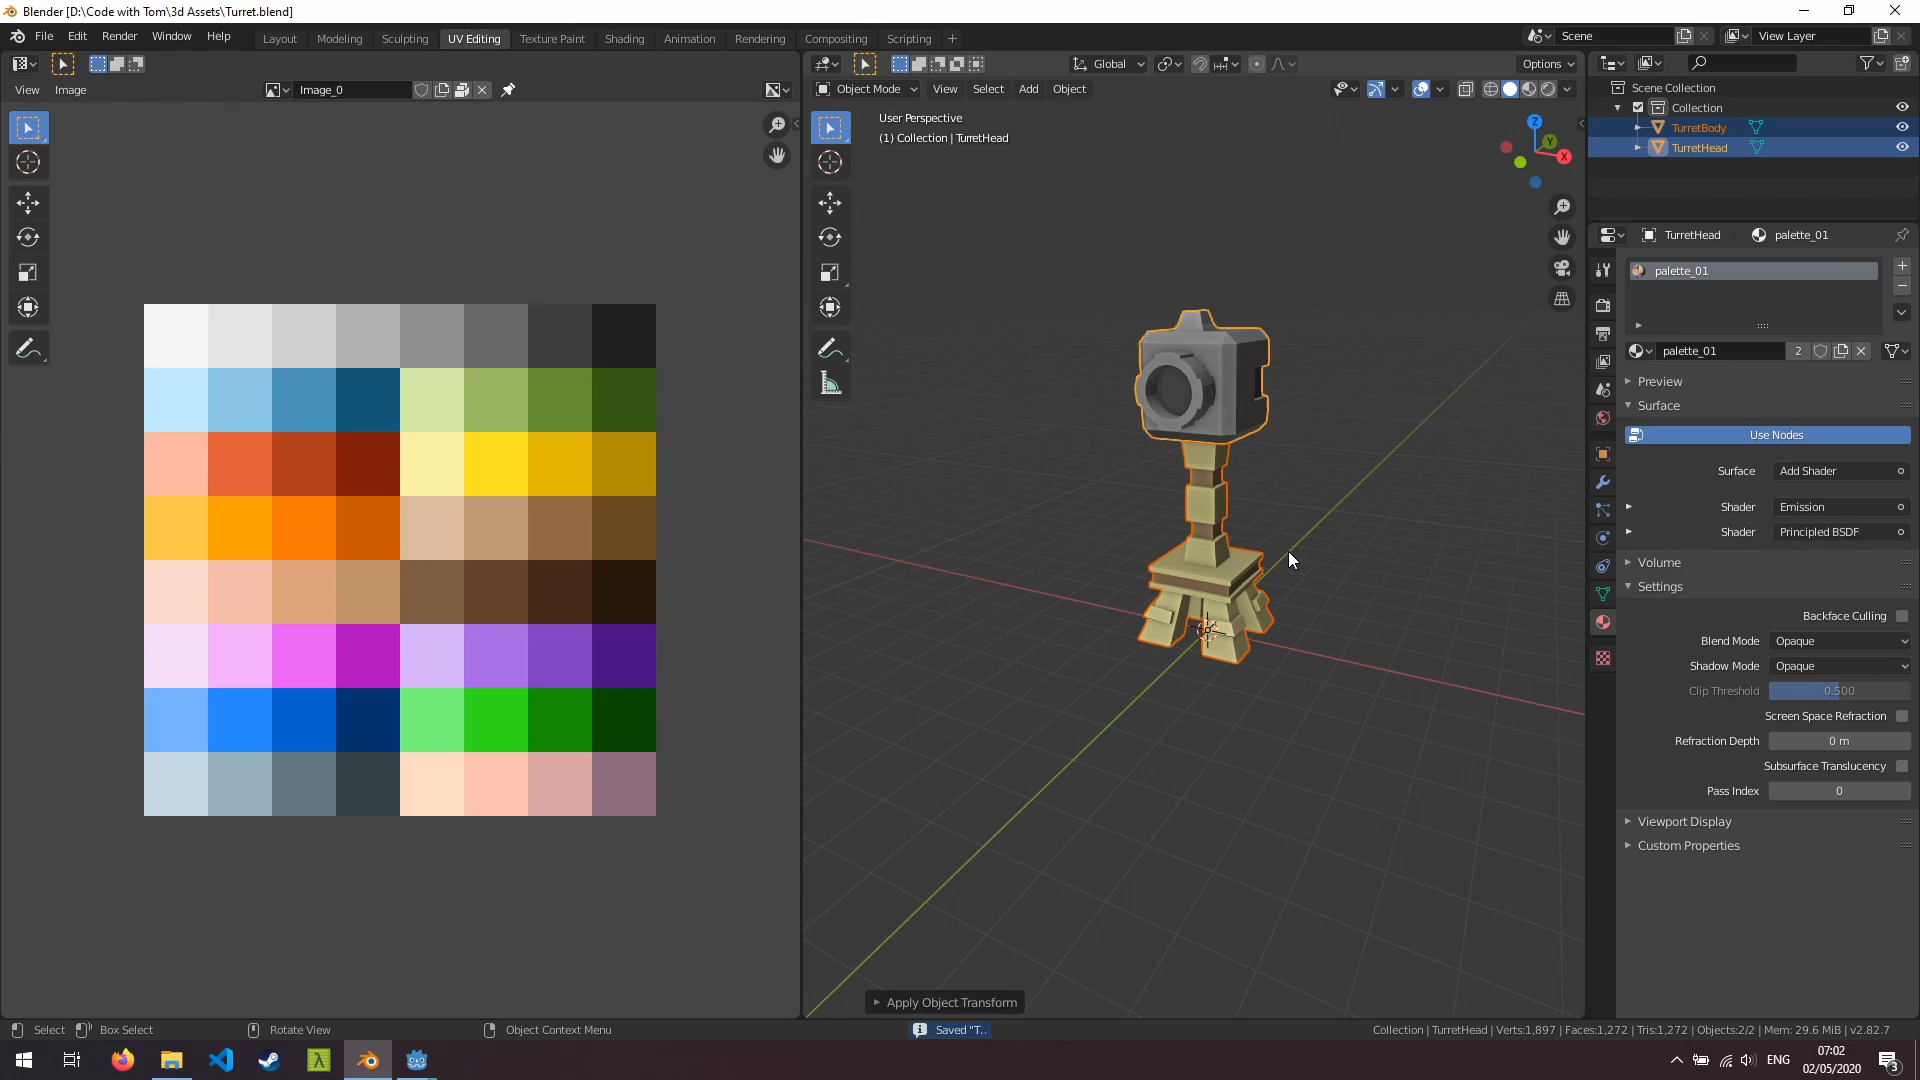 Blender [D:\Code with Tom\3d Assets\Turret.blend]
File Edit Render Window Help
Layout Modeling Sculpting UV Editing Texture Paint Shading Animation Rendering Compositing Scripting +
Scene
View Layer
View Image
Image_0
Global
Options
Object Mode View Select Add Object
User Perspective
(1) Collection | TurretHead
Z
Y
X
Scene Collection
Collection
TurretBody
TurretHead
TurretHead palette_01
palette_01
palette_01 2
Preview
Surface
Use Nodes
Surface Add Shader
Shader Emission
Shader Principled BSDF
Volume
Settings
Backface Culling
Blend Mode Opaque
Shadow Mode Opaque
Clip Threshold 0.500
Screen Space Refraction
Refraction Depth 0 m
Subsurface Translucency
Pass Index 0
Viewport Display
Custom Properties
Apply Object Transform
Select Box Select Rotate View Object Context Menu
Saved "T..
Collection | TurretHead | Verts:1,897 | Faces:1,272 | Tris:1,272 | Objects:2/2 | Mem: 29.6 MiB | v2.82.7
ENG
07:02
02/05/2020
3